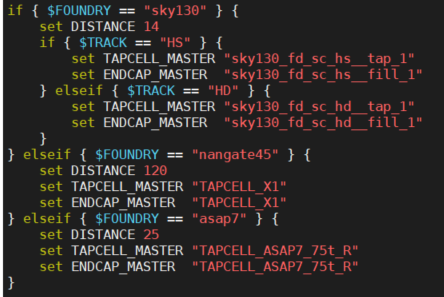 if { $FOUNDRY == "sky130" } {
    set DISTANCE 14
    if { $TRACK == "HS" } {
        set TAPCELL_MASTER "sky130_fd_sc_hs__tap_1"
        set ENDCAP_MASTER  "sky130_fd_sc_hs__fill_1"
    } elseif { $TRACK == "HD" } {
        set TAPCELL_MASTER "sky130_fd_sc_hd__tap_1"
        set ENDCAP_MASTER  "sky130_fd_sc_hd__fill_1"
    }
} elseif { $FOUNDRY == "nangate45" } {
    set DISTANCE 120
    set TAPCELL_MASTER "TAPCELL_X1"
    set ENDCAP_MASTER  "TAPCELL_X1"
} elseif { $FOUNDRY == "asap7" } {
    set DISTANCE 25
    set TAPCELL_MASTER "TAPCELL_ASAP7_75t_R"
    set ENDCAP_MASTER  "TAPCELL_ASAP7_75t_R"
}